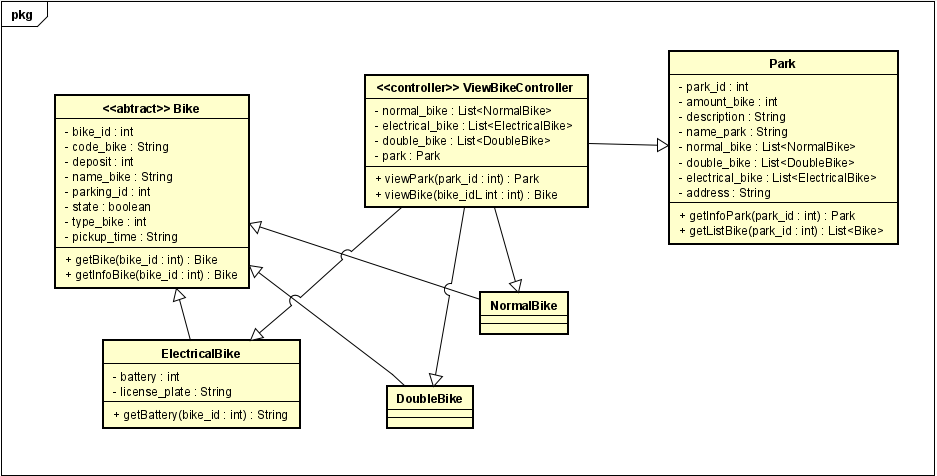 pkg
<<abtract>> Bike
- bike_id : int
- code_bike : String
- deposit : int
- name_bike : String
- parking_id : int
- state : boolean
- type_bike : int
- pickup_time : String
+ getBike(bike_id : int) : Bike
+ getInfoBike(bike_id : int) : Bike
<<controller>> ViewBikeController
- normal_bike : List<NormalBike>
- electrical_bike : List<ElectricalBike>
- double_bike : List<DoubleBike>
- park : Park
+ viewPark(park_id : int) : Park
+ viewBike(bike_idL int : int) : Bike
Park
- park_id : int
- amount_bike : int
- description : String
- name_park : String
- normal_bike : List<NormalBike>
- double_bike : List<DoubleBike>
- electrical_bike : List<ElectricalBike>
- address : String
+ getInfoPark(park_id : int) : Park
+ getListBike(park_id : int) : List<Bike>
NormalBike
ElectricalBike
- battery : int
- license_plate : String
+ getBattery(bike_id : int) : String
DoubleBike